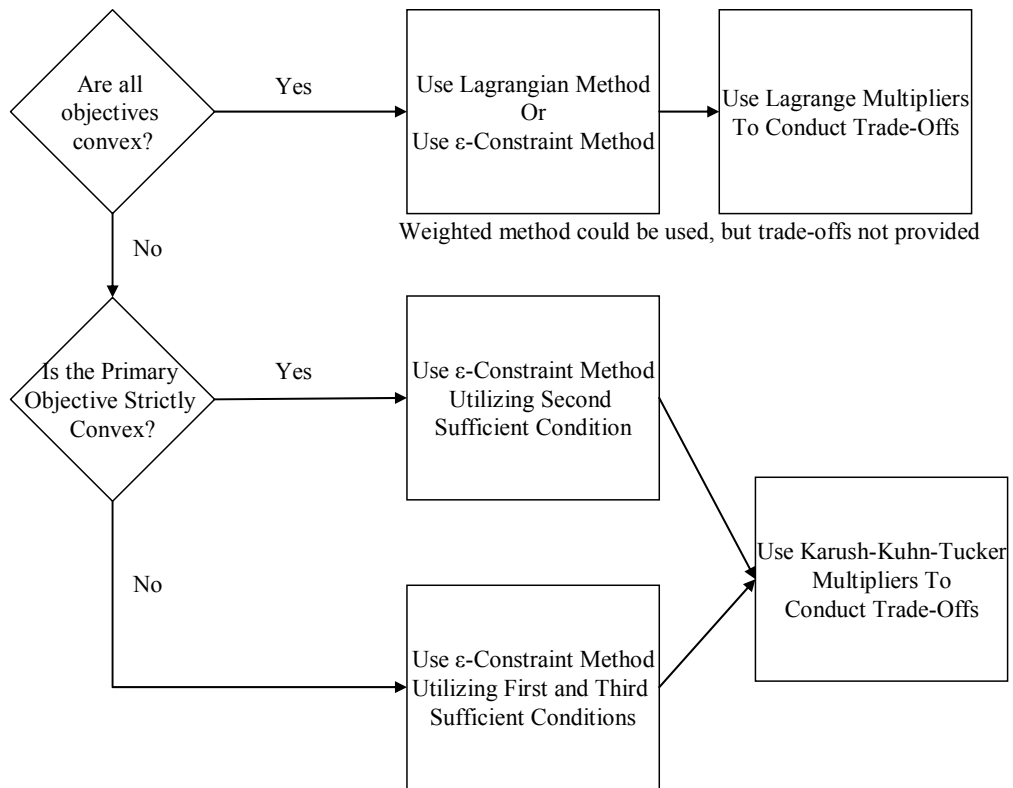 Are all
objectives
convex?
Yes
Use Lagrangian Method
Or
Use ε-Constraint Method
Use Lagrange Multipliers
To Conduct Trade-Offs
Weighted method could be used, but trade-offs not provided
No
Is the Primary
Objective Strictly
Convex?
Yes
Use ε-Constraint Method
Utilizing Second
Sufficient Condition
No
Use ε-Constraint Method
Utilizing First and Third
Sufficient Conditions
Use Karush-Kuhn-Tucker
Multipliers To
Conduct Trade-Offs